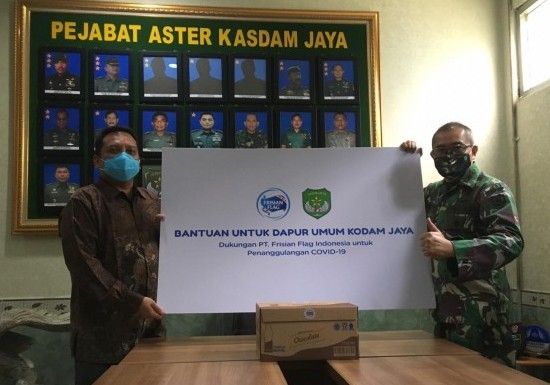 PEJABAT ASTER KASDAM JAYA
FRISIAN FLAG
BANTUAN UNTUK DAPUR UMUM KODAM JAYA
Dukungan PT. Frisian Flag Indonesia untuk
Penanggulangan COVID-19